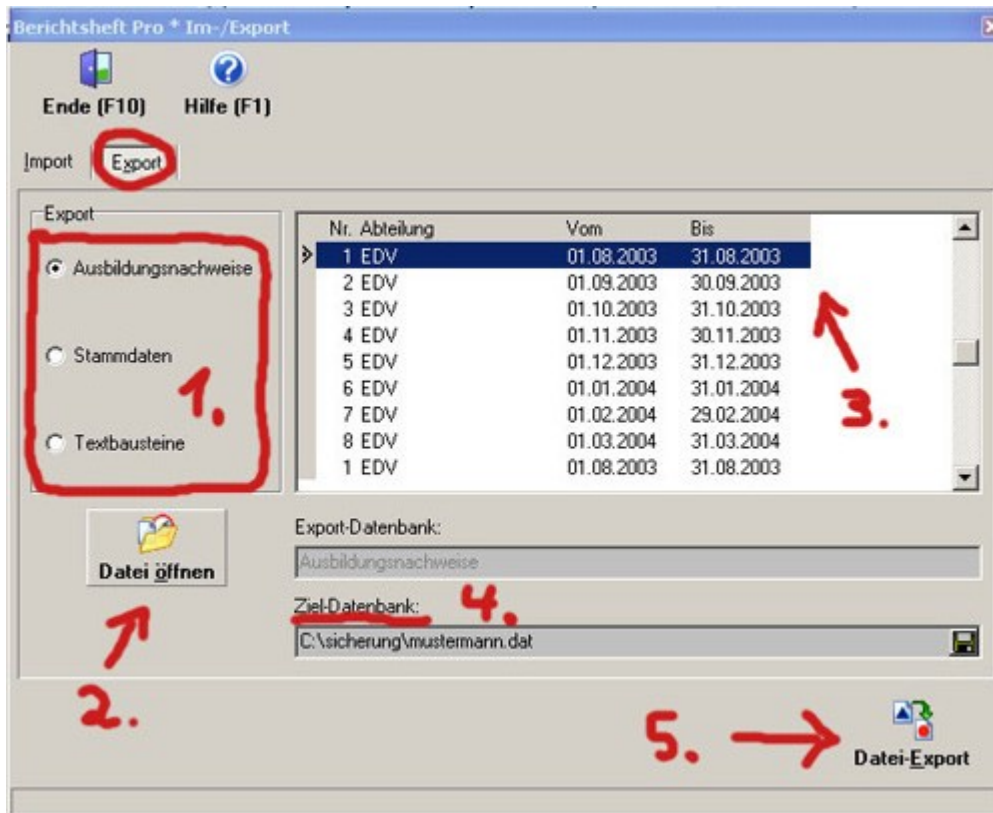 Berichtsheft Pro * Im-/Export
Ende (F10) Hilfe (F1)
Import Export
Export
Ausbildungsnachweise
Stammdaten
Textbausteine
1.
Nr. Abteilung Vom Bis
1 EDV 01.08.2003 31.08.2003
2 EDV 01.09.2003 30.09.2003
3 EDV 01.10.2003 31.10.2003
4 EDV 01.11.2003 30.11.2003
5 EDV 01.12.2003 31.12.2003
6 EDV 01.01.2004 31.01.2004
7 EDV 01.02.2004 29.02.2004
8 EDV 01.03.2004 31.03.2004
1 EDV 01.08.2003 31.08.2003
3.
Datei öffnen
2.
Export-Datenbank:
Ausbildungsnachweise
Ziel-Datenbank: 4.
C:\sicherung\mustermann.dat
5.
Datei-Export